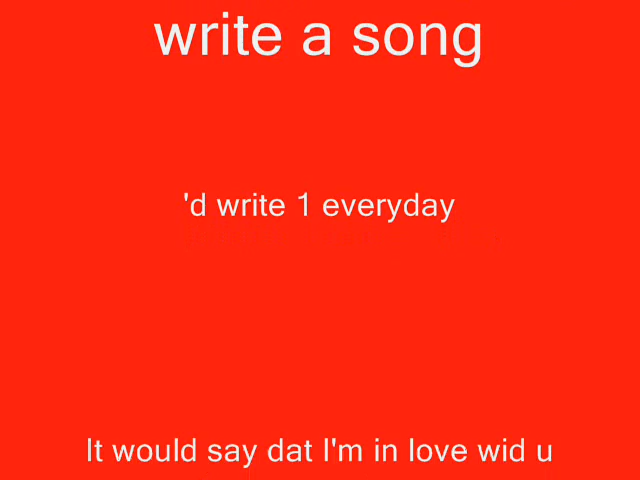 write a song
'd write 1 everyday
It would say dat I'm in love wid u